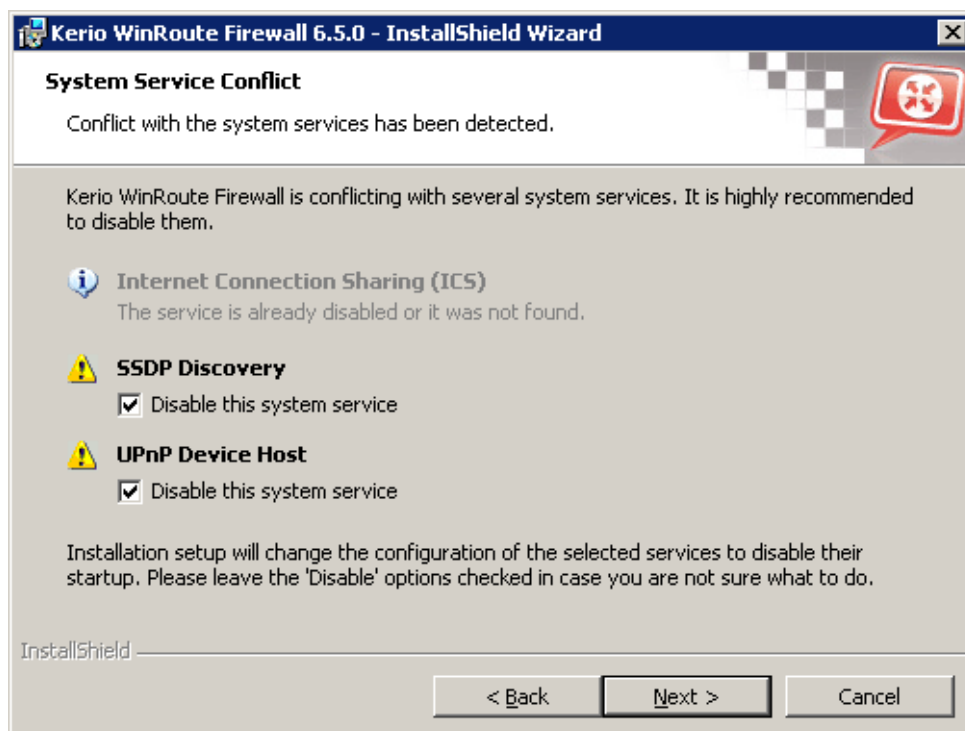 Kerio WinRoute Firewall 6.5.0 - InstallShield Wizard
System Service Conflict
Conflict with the system services has been detected.
Kerio WinRoute Firewall is conflicting with several system services. It is highly recommended
to disable them.
Internet Connection Sharing (ICS)
The service is already disabled or it was not found.
SSDP Discovery
Disable this system service
UPnP Device Host
Disable this system service
Installation setup will change the configuration of the selected services to disable their
startup. Please leave the 'Disable' options checked in case you are not sure what to do.
InstallShield
< Back
Next >
Cancel